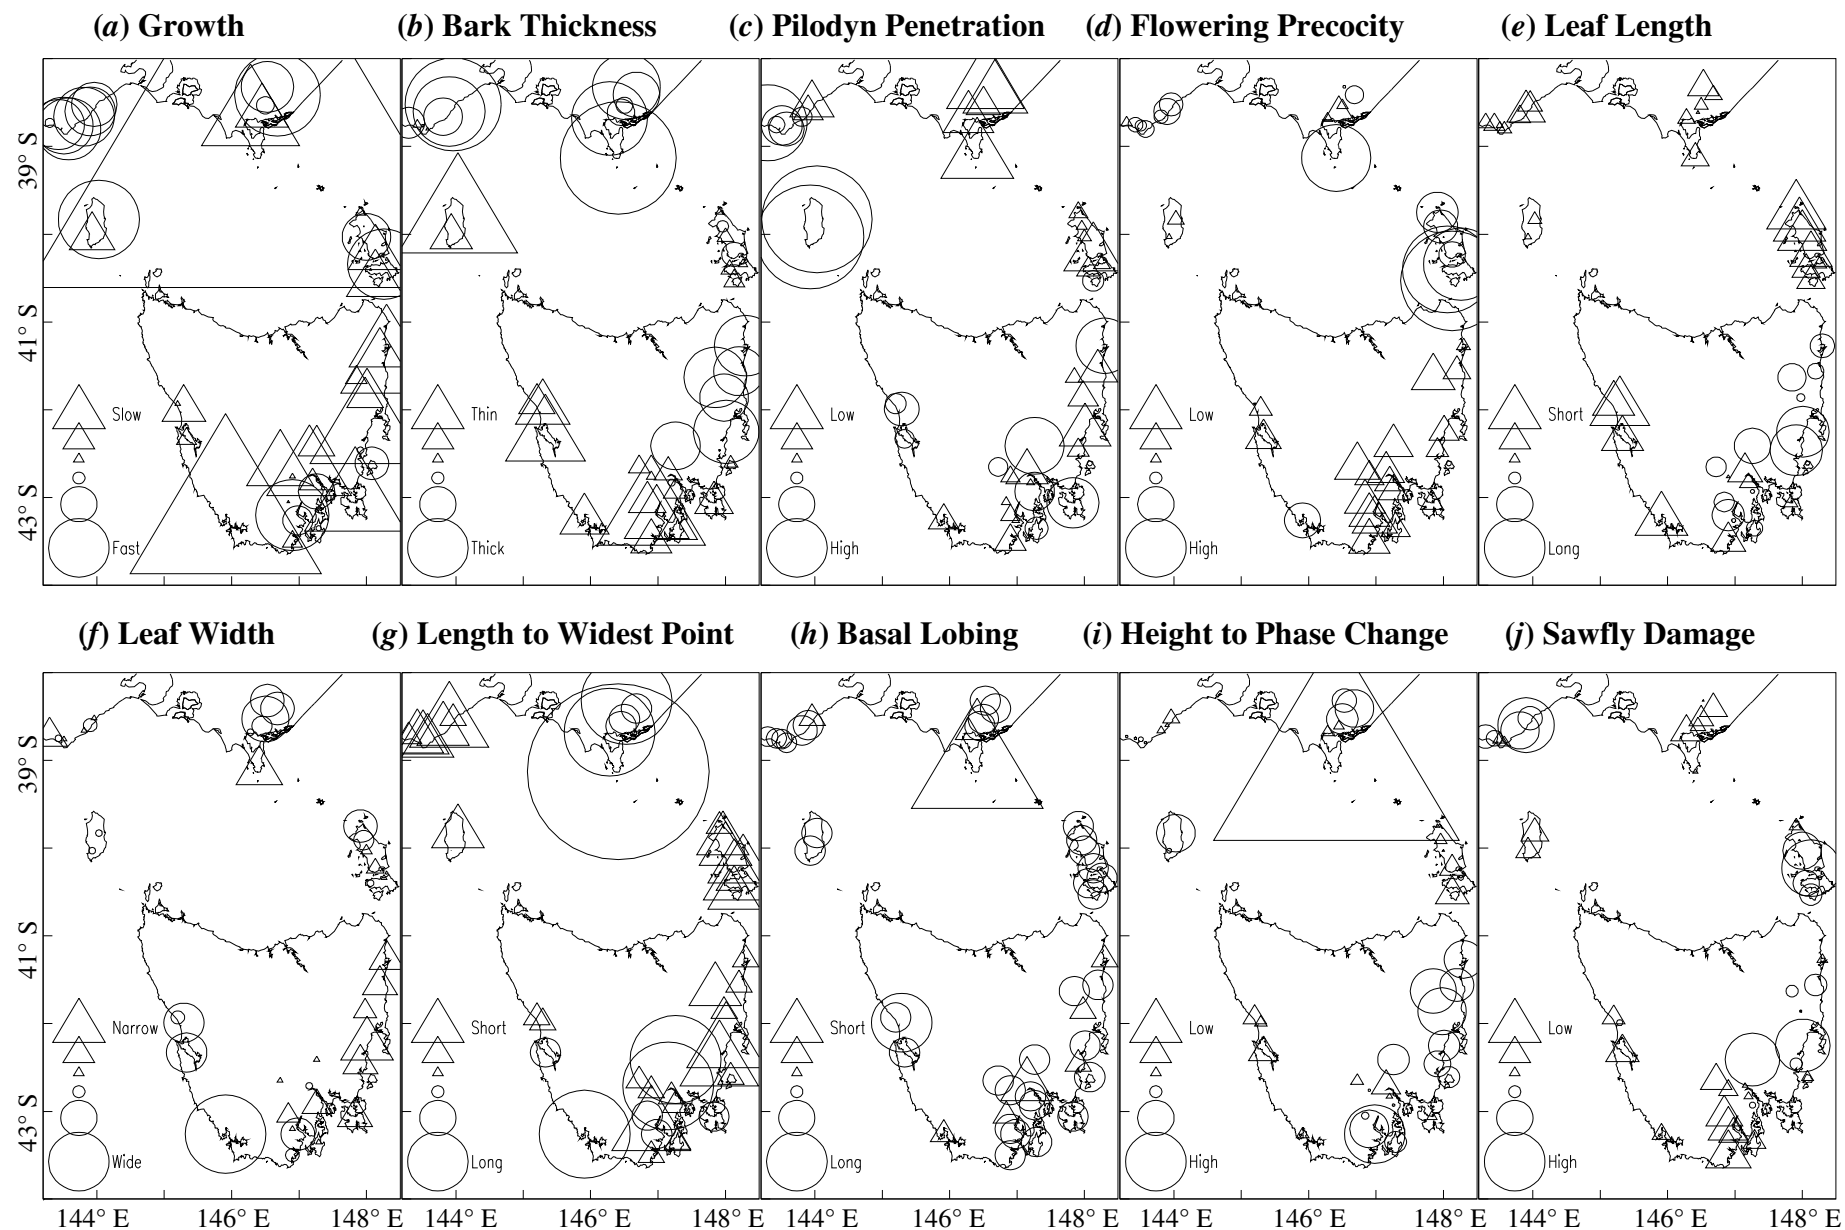 (a) Growth (b) Bark Thickness (c) Pilodyn Penetration (d) Flowering Precocity (e) Leaf Length
39° S
41° S
43° S
Slow
Fast
Thin
Thick
Low
High
Low
High
Short
Long
(f) Leaf Width (g) Length to Widest Point (h) Basal Lobing (i) Height to Phase Change (j) Sawfly Damage
39° S
41° S
43° S
Narrow
Wide
Short
Long
Short
Long
Low
High
Low
High
144° E 146° E 148° E 144° E 146° E 148° E 144° E 146° E 148° E 144° E 146° E 148° E 144° E 146° E 148° E